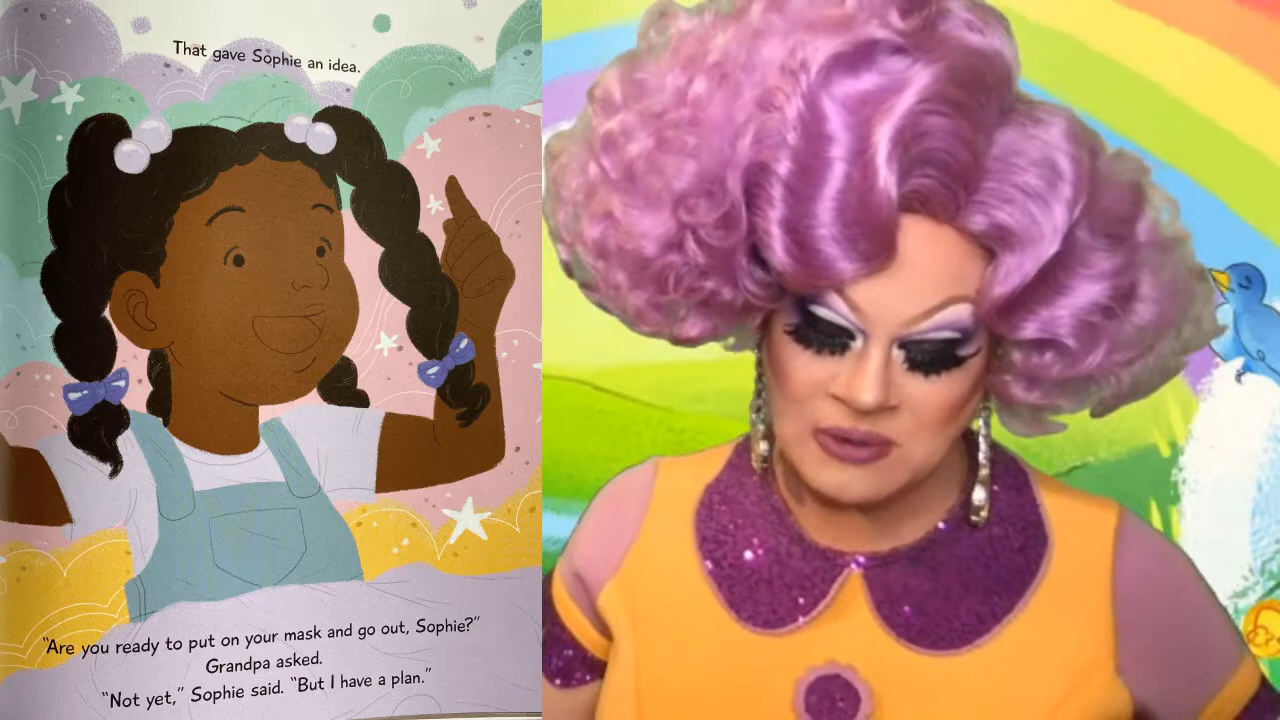 That gave Sophie an idea.
"Are you ready to put on your mask and go out, Sophie?"
Grandpa asked.
"Not yet," Sophie said. "But I have a plan."